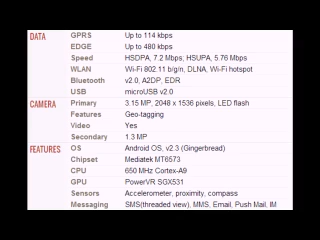 DATA GPRS Up to 114 kbps
EDGE Up to 480 kbps
Speed HSDPA, 7.2 Mbps; HSUPA, 5.76 Mbps
WLAN Wi-Fi 802.11 b/g/n, DLNA, Wi-Fi hotspot
Bluetooth v2.0, A2DP, EDR
USB microUSB v2.0
CAMERA Primary 3.15 MP, 2048 x 1536 pixels, LED flash
Features Geo-tagging
Video Yes
Secondary 1.3 MP
FEATURES OS Android OS, v2.3 (Gingerbread)
Chipset Mediatek MT6573
CPU 650 MHz Cortex-A9
GPU PowerVR SGX531
Sensors Accelerometer, proximity, compass
Messaging SMS(threaded view), MMS, Email, Push Mail, IM